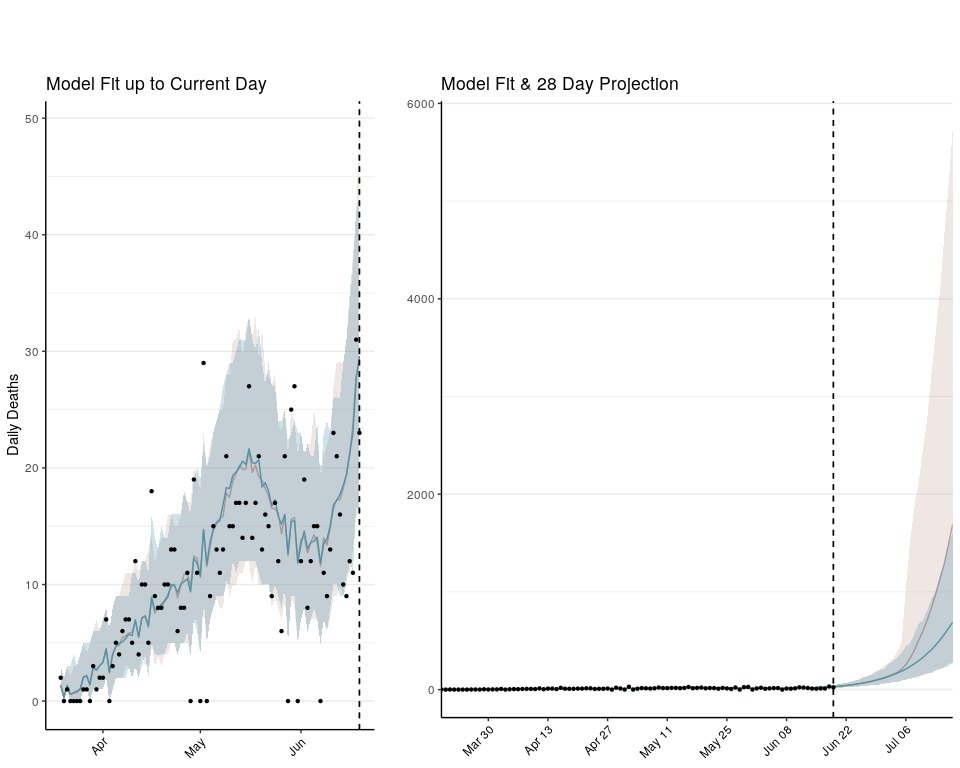 Model Fit up to Current Day
Daily Deaths
50
40
30
20
10
0
Apr
May
Jun
Model Fit & 28 Day Projection
6000
4000
2000
0
Mar 30
Apr 13
Apr 27
May 11
May 25
Jun 08
Jun 22
Jul 06